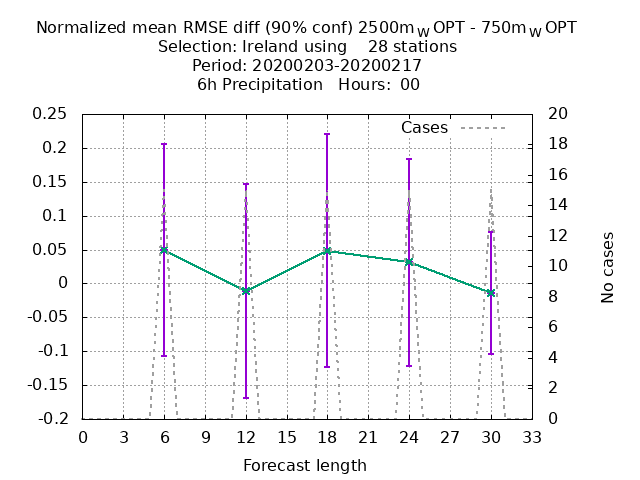 Normalized mean RMSE diff (90% conf) 2500m_W OPT - 750m_W OPT
Selection: Ireland using    28 stations
Period: 20200203-20200217
6h Precipitation   Hours:  00
Cases
0.25
0.2
0.15
0.1
0.05
0
-0.05
-0.1
-0.15
-0.2
20
18
16
14
12
10
8
6
4
2
0
No cases
0 3 6 9 12 15 18 21 24 27 30 33
Forecast length